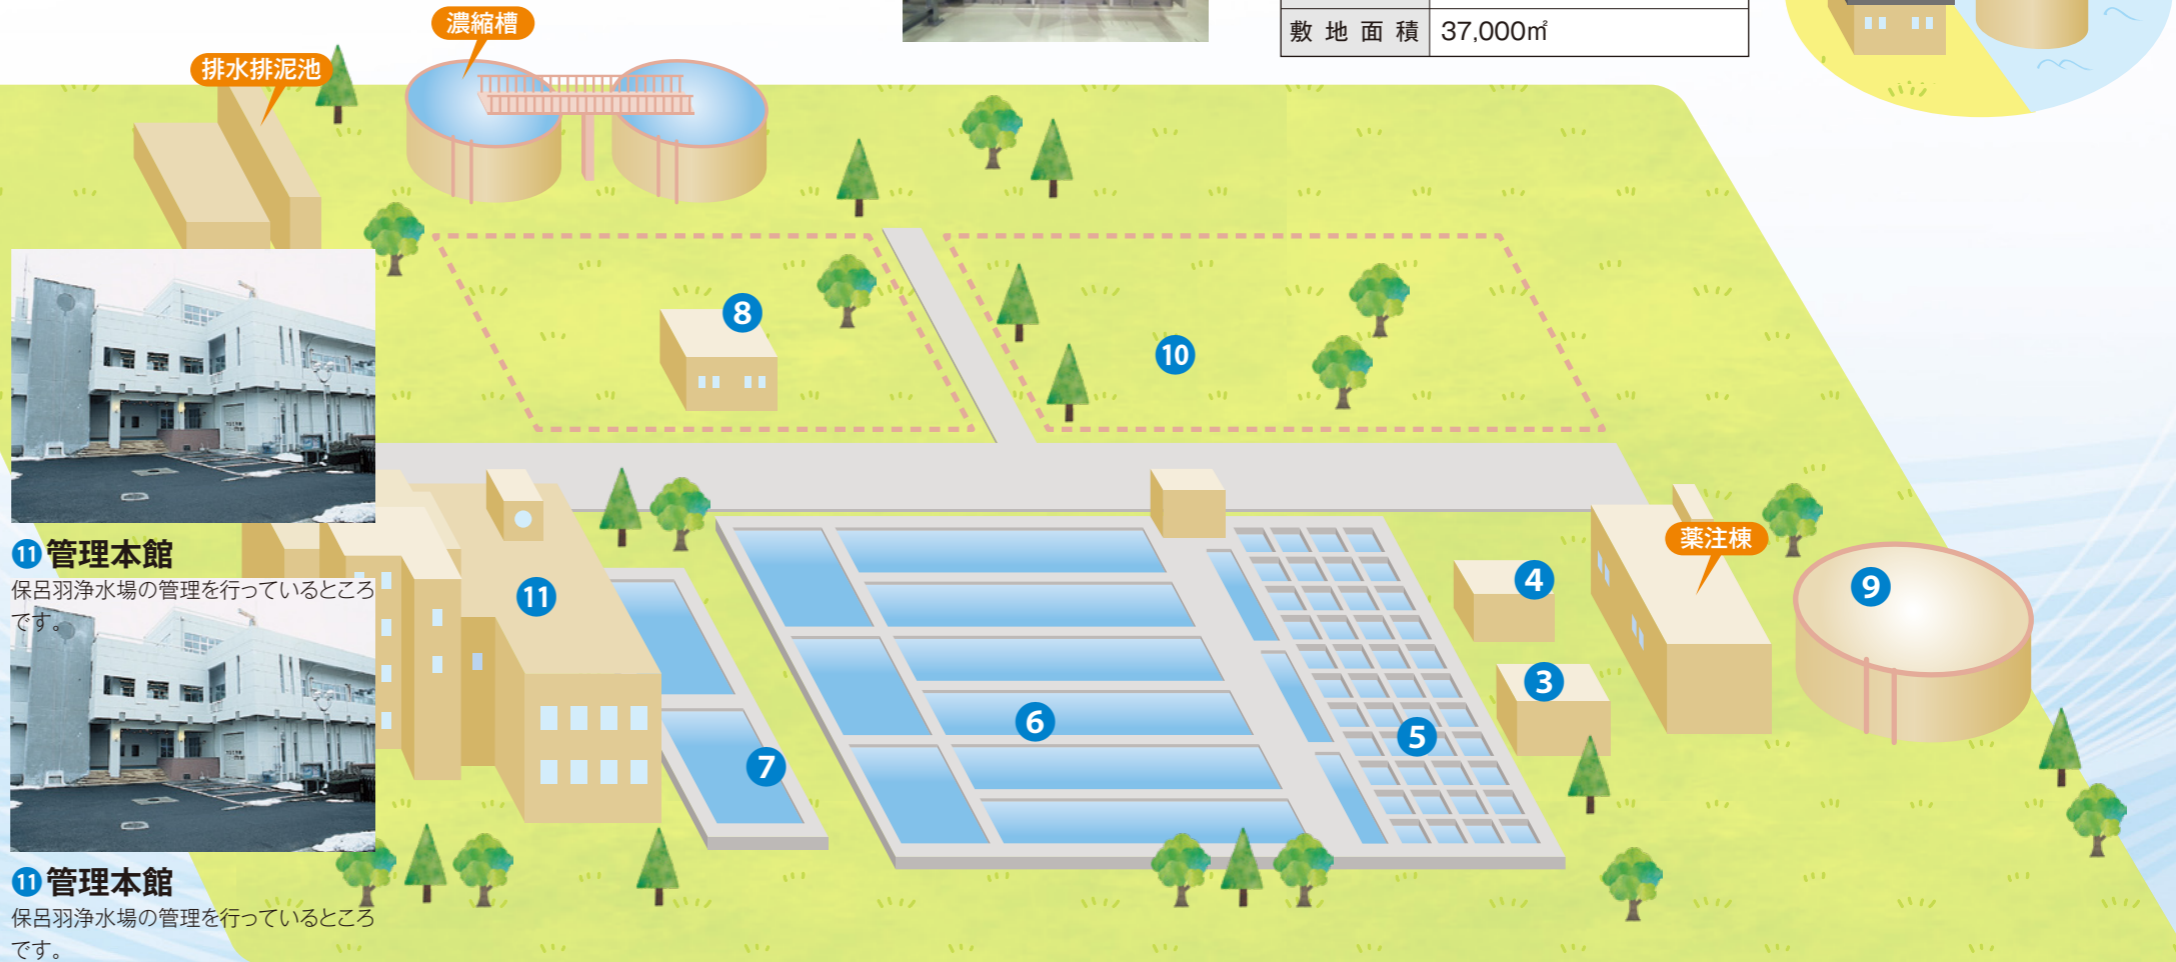 濃縮槽
排水排泥池
敷地面積 37,000㎡
8
10
11 管理本館
保呂羽浄水場の管理を行っているところ
です。
11
薬注棟
4
9
3
6
5
7
11 管理本館
保呂羽浄水場の管理を行っているところ
です。